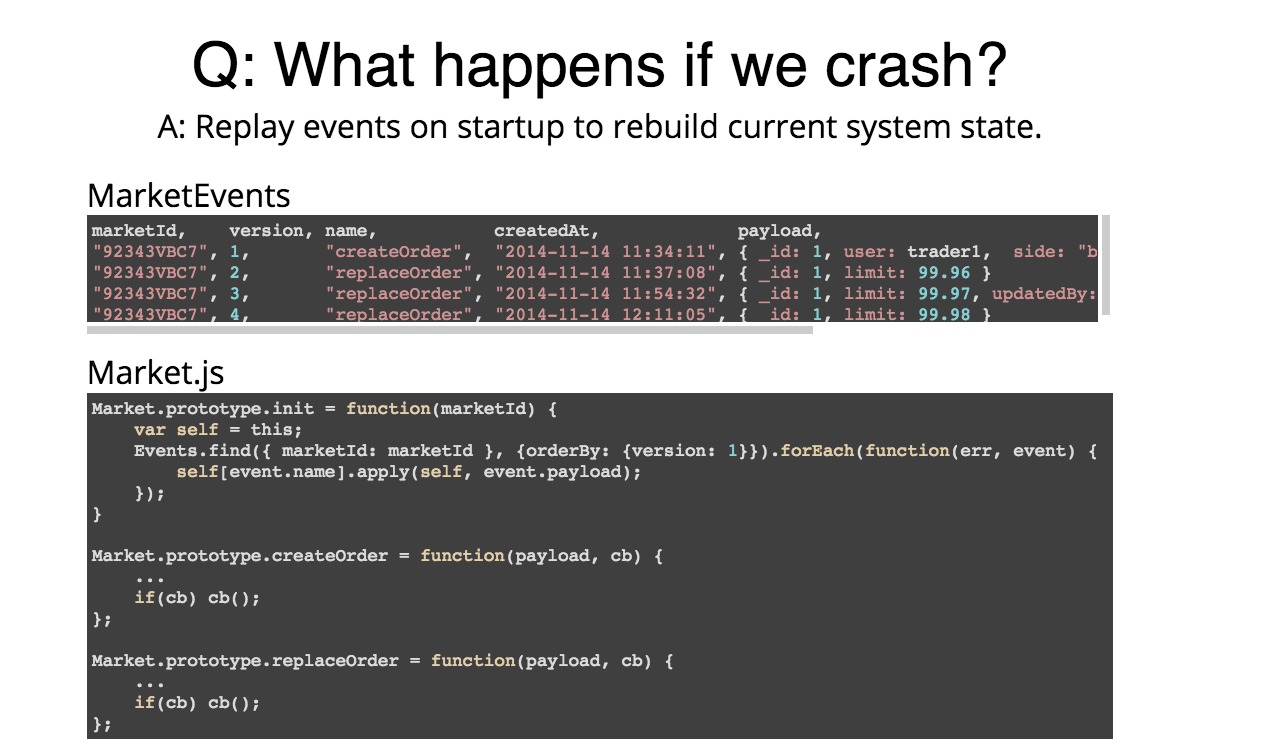 Q: What happens if we crash?
A: Replay events on startup to rebuild current system state.
MarketEvents
marketId,    version, name,           createdAt,             payload,
"92343VBC7", 1,       "createOrder",  "2014-11-14 11:34:11", { _id: 1, user: trader1,  side: "b
"92343VBC7", 2,       "replaceOrder", "2014-11-14 11:37:08", { _id: 1, limit: 99.96 }
"92343VBC7", 3,       "replaceOrder", "2014-11-14 11:54:32", { _id: 1, limit: 99.97, updatedBy:
"92343VBC7", 4,       "replaceOrder", "2014-11-14 12:11:05", { _id: 1, limit: 99.98 }
Market.js
Market.prototype.init = function(marketId) {
    var self = this;
    Events.find({ marketId: marketId }, {orderBy: {version: 1}}).forEach(function(err, event) {
        self[event.name].apply(self, event.payload);
    });
}
Market.prototype.createOrder = function(payload, cb) {
    ...
    if(cb) cb();
};
Market.prototype.replaceOrder = function(payload, cb) {
    ...
    if(cb) cb();
};